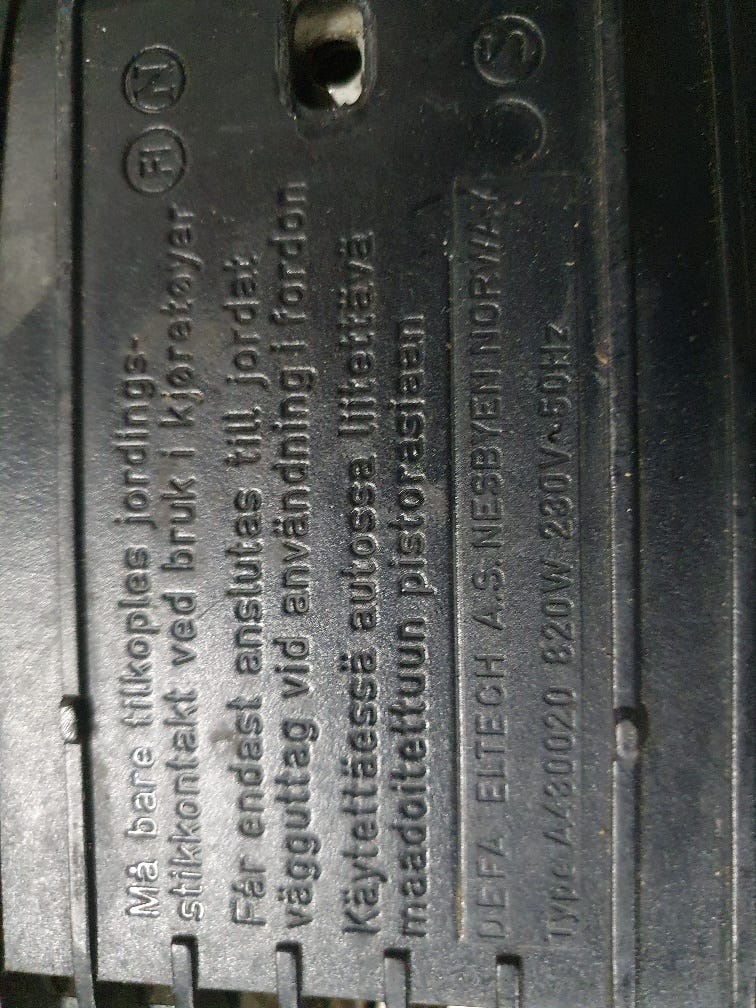 Må bare tilkoples jordings-
stikkontakt ved bruk i kjøretøyer FI N
Får endast anslutas till jordat
vägguttag vid användning i fordon
Käytettäessä autossa liitettävä
maadoitettuun pistorasiaan
DEFA ELTECH A.S. NESBYEN NORWAY
Type A430020 820W 230V~50Hz S